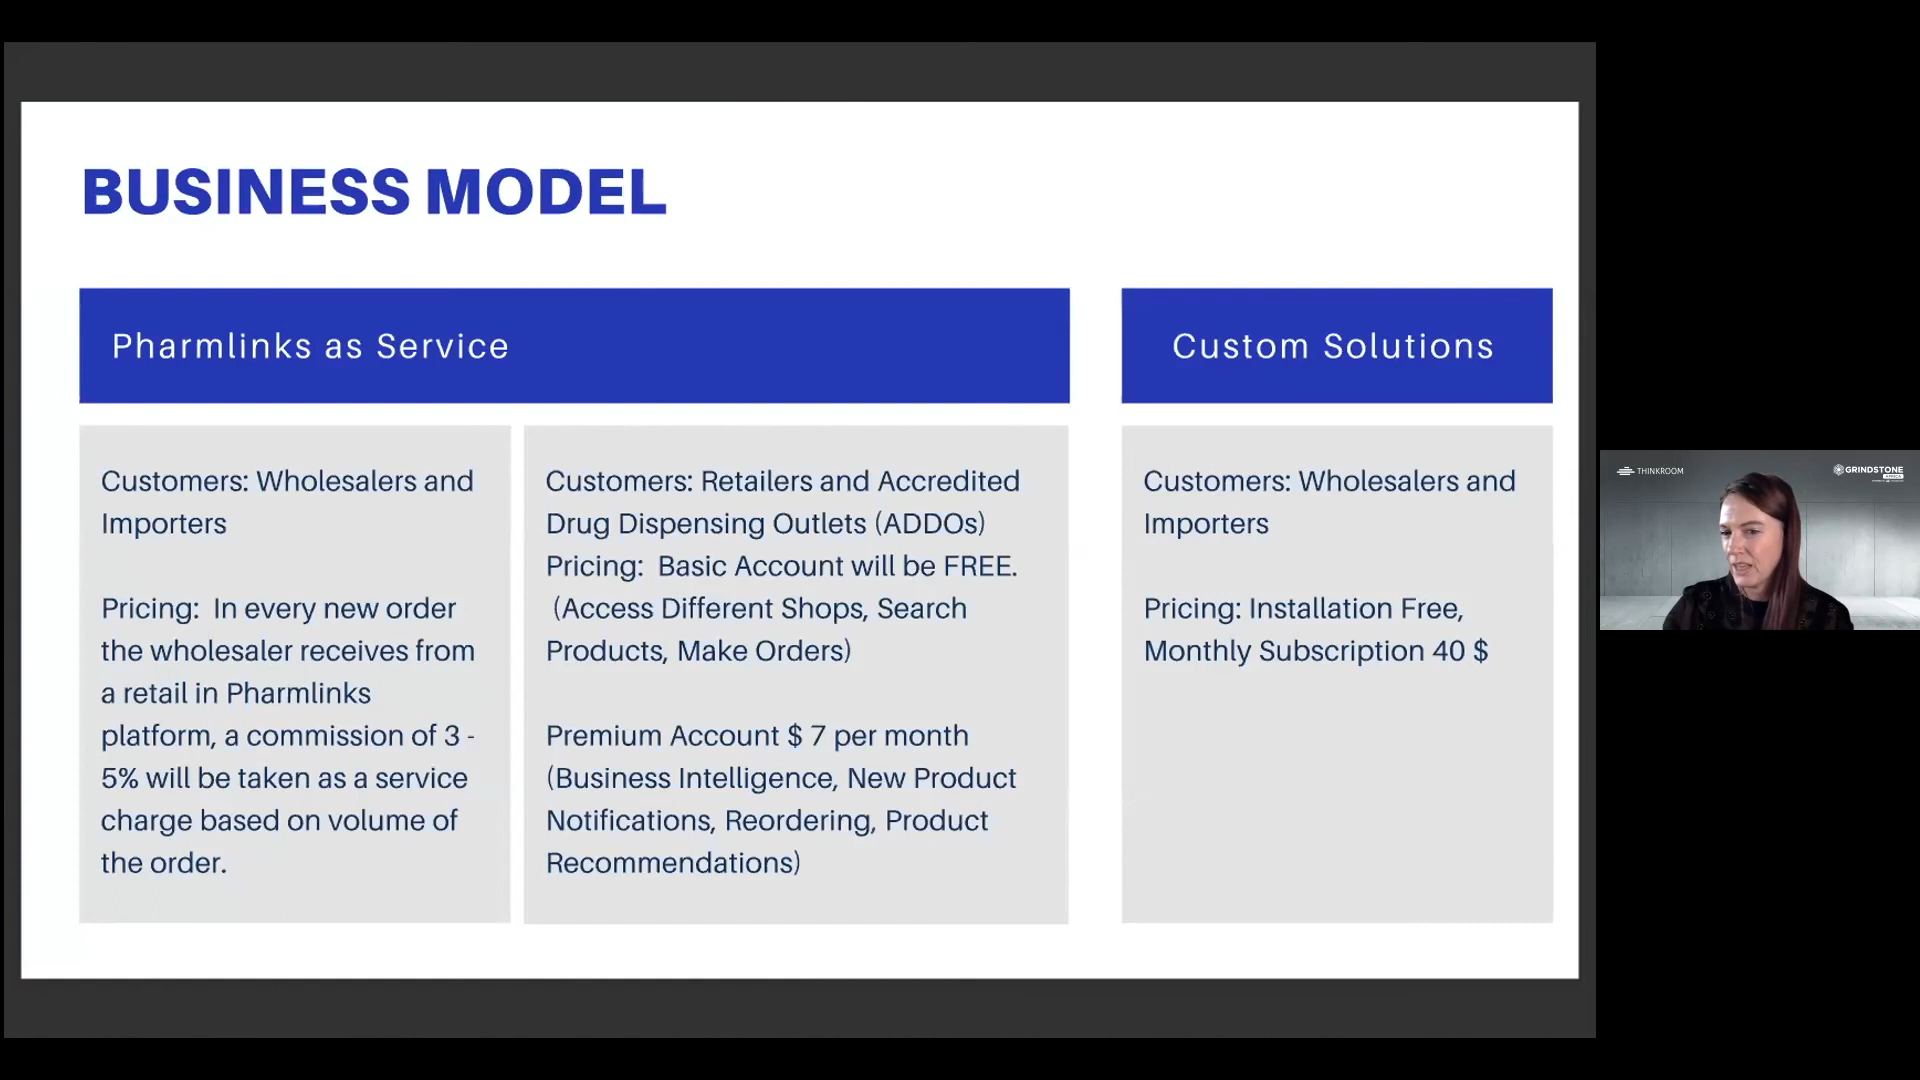 BUSINESS MODEL
Pharmlinks as Service
Customers: Wholesalers and
Importers
Pricing:  In every new order
the wholesaler receives from
a retail in Pharmlinks
platform, a commission of 3 -
5% will be taken as a service
charge based on volume of
the order.
Customers: Retailers and Accredited
Drug Dispensing Outlets (ADDOs)
Pricing:  Basic Account will be FREE.
(Access Different Shops, Search
Products, Make Orders)
Premium Account $ 7 per month
(Business Intelligence, New Product
Notifications, Reordering, Product
Recommendations)
Custom Solutions
Customers: Wholesalers and
Importers
Pricing: Installation Free,
Monthly Subscription 40 $
THINKROOM
GRINDSTONE